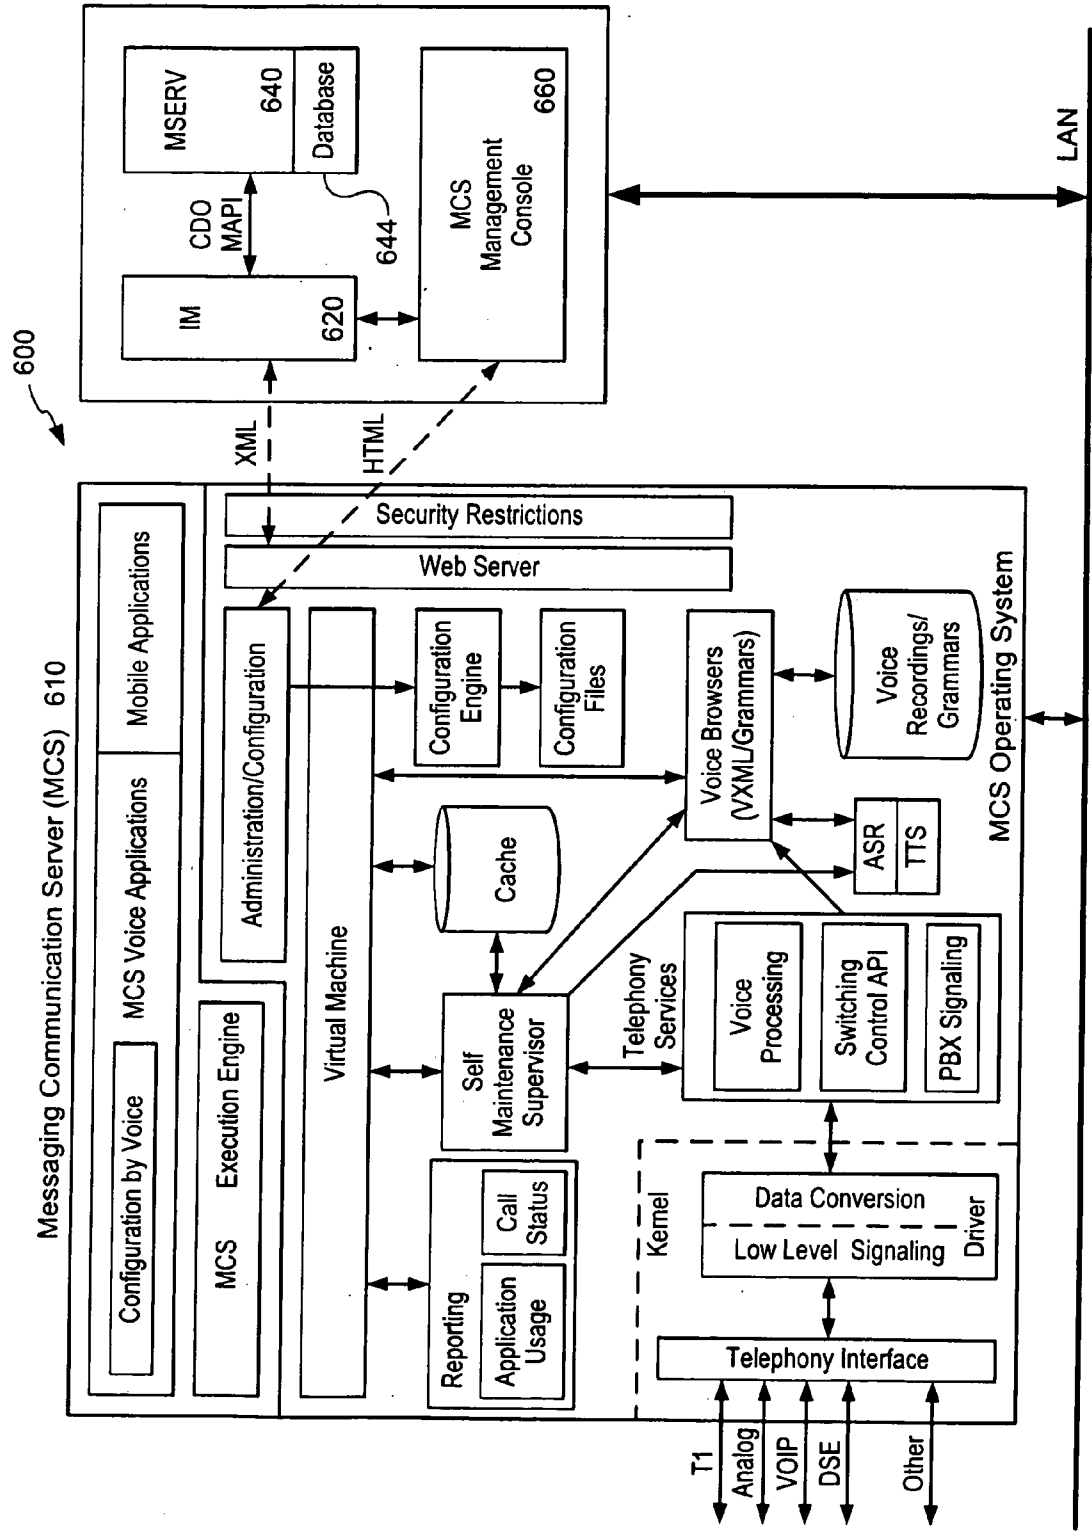 600
Messaging Communication Server (MCS) 610
Configuration by Voice
MCS Voice Applications
Mobile Applications
MCS Execution Engine
Administration/Configuration
Virtual Machine
Security Restrictions
Web Server
Configuration
Engine
Configuration
Files
Cache
Self
Maintenance
Supervisor
Reporting
Application
Usage
Call
Status
Voice Browsers
(VXML/Grammars)
Voice
Recordings/
Grammars
ASR
TTS
Telephony
Services
Voice
Processing
Switching
Control API
PBX Signaling
Kernel
Data Conversion
Low Level Signaling
Driver
Telephony Interface
MCS Operating System
T1
Analog
VOIP
DSE
Other
XML
HTML
IM
620
CDO
MAPI
MSERV
640
Database
644
MCS
Management
Console
660
LAN